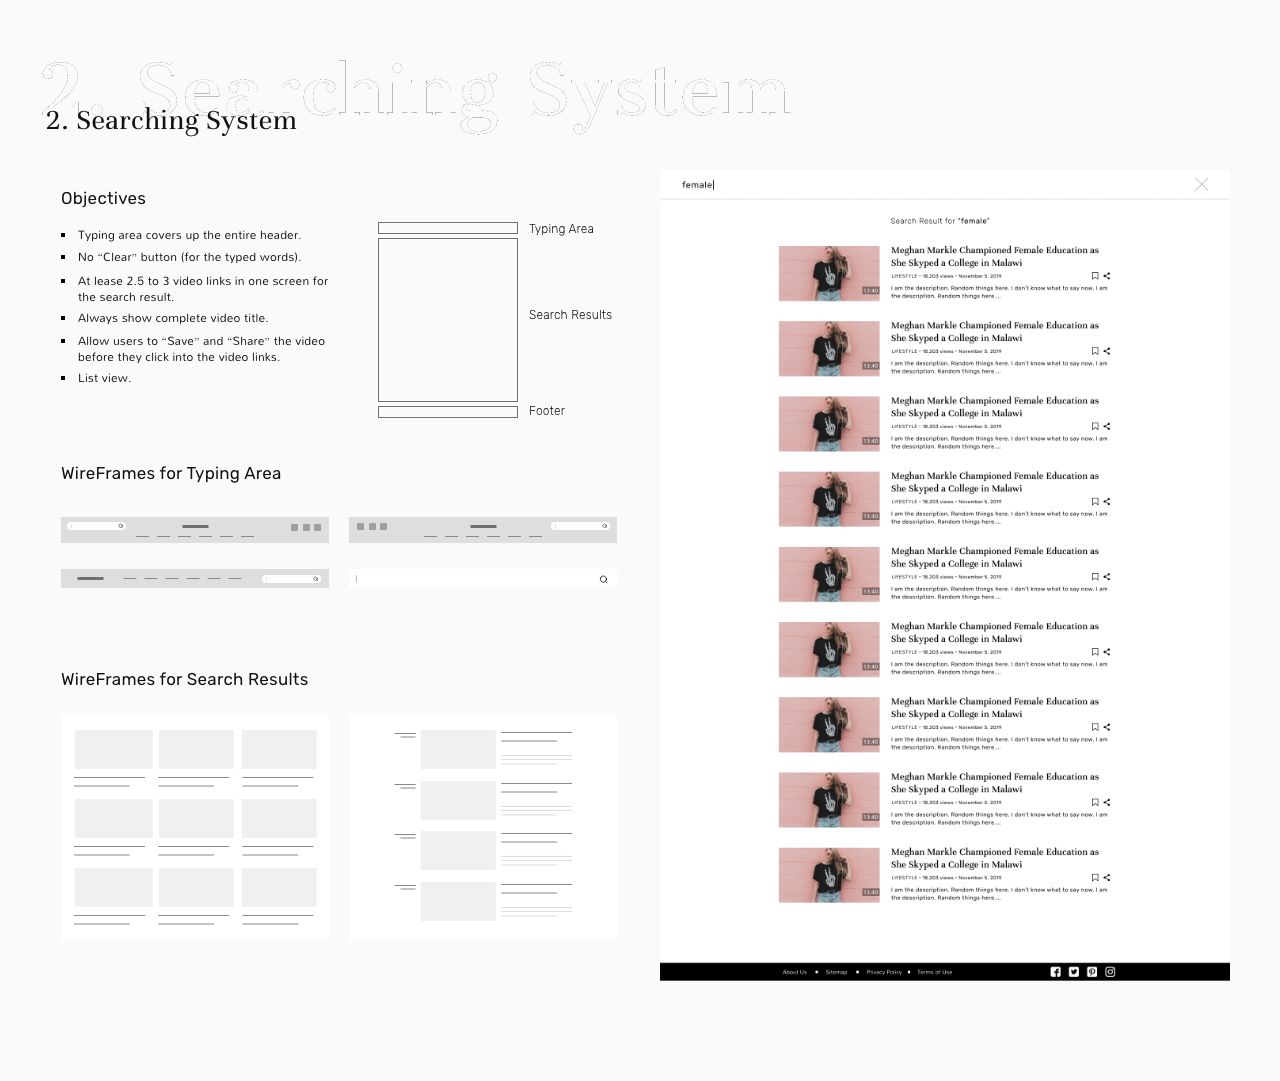 2. Searching System
2. Searching System
Objectives
Typing area covers up the entire header.
No “Clear” button (for the typed words).
At lease 2.5 to 3 video links in one screen for
the search result.
Always show complete video title.
Allow users to “Save” and “Share” the video
before they click into the video links.
List view.
Typing Area
Search Results
Footer
WireFrames for Typing Area
WireFrames for Search Results
female
Search Result for “female”
Meghan Markle Championed Female Education as
She Skyped a College in Malawi
LIFESTYLE • 18,203 views • November 5, 2019
I am the description. Random things here. I don't know what to say now. I am
the description. Random things here....
13:40
Meghan Markle Championed Female Education as
She Skyped a College in Malawi
LIFESTYLE • 18,203 views • November 5, 2019
I am the description. Random things here. I don't know what to say now. I am
the description. Random things here....
13:40
Meghan Markle Championed Female Education as
She Skyped a College in Malawi
LIFESTYLE • 18,203 views • November 5, 2019
I am the description. Random things here. I don't know what to say now. I am
the description. Random things here....
13:40
Meghan Markle Championed Female Education as
She Skyped a College in Malawi
LIFESTYLE • 18,203 views • November 5, 2019
I am the description. Random things here. I don't know what to say now. I am
the description. Random things here....
13:40
Meghan Markle Championed Female Education as
She Skyped a College in Malawi
LIFESTYLE • 18,203 views • November 5, 2019
I am the description. Random things here. I don't know what to say now. I am
the description. Random things here....
13:40
Meghan Markle Championed Female Education as
She Skyped a College in Malawi
LIFESTYLE • 18,203 views • November 5, 2019
I am the description. Random things here. I don't know what to say now. I am
the description. Random things here....
13:40
Meghan Markle Championed Female Education as
She Skyped a College in Malawi
LIFESTYLE • 18,203 views • November 5, 2019
I am the description. Random things here. I don't know what to say now. I am
the description. Random things here....
13:40
Meghan Markle Championed Female Education as
She Skyped a College in Malawi
LIFESTYLE • 18,203 views • November 5, 2019
I am the description. Random things here. I don't know what to say now. I am
the description. Random things here....
13:40
Meghan Markle Championed Female Education as
She Skyped a College in Malawi
LIFESTYLE • 18,203 views • November 5, 2019
I am the description. Random things here. I don't know what to say now. I am
the description. Random things here....
13:40
About Us ▪ Sitemap ▪ Privacy Policy ▪ Terms of Use